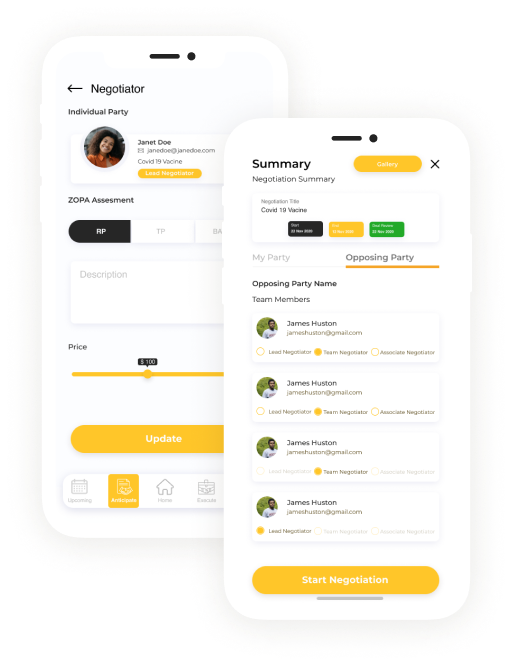 Negotiator
Individual Party
Janet Doe
janedoe@janedoe.com
Covid 19 Vacine
Lead Negotiator
ZOPA Assesment
RP
TP
BA
Description
Price
$ 100
Update
Upcoming
Anticipate
Home
Execute
Summary
Gallery
Negotiation Summary
Negotiation Title
Covid 19 Vacine
Start
23 Nov 2020
Deal Review
25 Nov 2020
My Party
Opposing Party
Opposing Party Name
Team Members
James Huston
jameshuston@gmail.com
Lead Negotiator
Team Negotiator
Associate Negotiator
James Huston
jameshuston@gmail.com
Lead Negotiator
Team Negotiator
Associate Negotiator
James Huston
jameshuston@gmail.com
Lead Negotiator
Team Negotiator
Associate Negotiator
James Huston
jameshuston@gmail.com
Lead Negotiator
Team Negotiator
Associate Negotiator
Start Negotiation